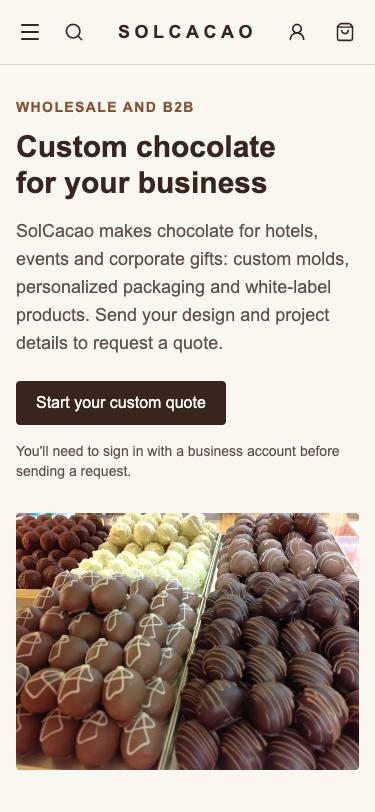 SOLCACAO
WHOLESALE AND B2B
Custom chocolate
for your business
SolCacao makes chocolate for hotels,
events and corporate gifts: custom molds,
personalized packaging and white-label
products. Send your design and project
details to request a quote.
Start your custom quote
You'll need to sign in with a business account before
sending a request.